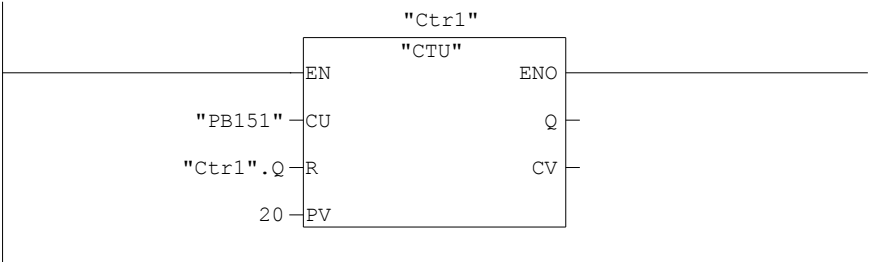 "Ctr1"
"CTU"
EN ENO
"PB151" CU Q
"Ctr1".Q R CV
20 PV